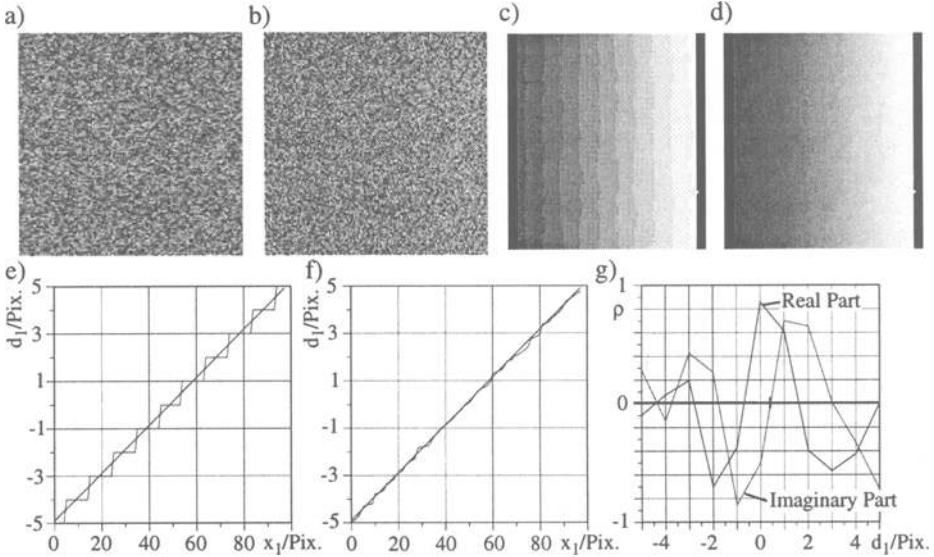 a)
b)
c)
d)
e)
f)
g)
d₁/Pix.
5
3
1
-1
-3
-5
0 20 40 60 80 x₁/Pix.
d₁/Pix.
5
3
1
-1
-3
-5
0 20 40 60 80 x₁/Pix.
1
ρ
0
-1
Real Part
Imaginary Part
-4 -2 0 2 4 d₁/Pix.